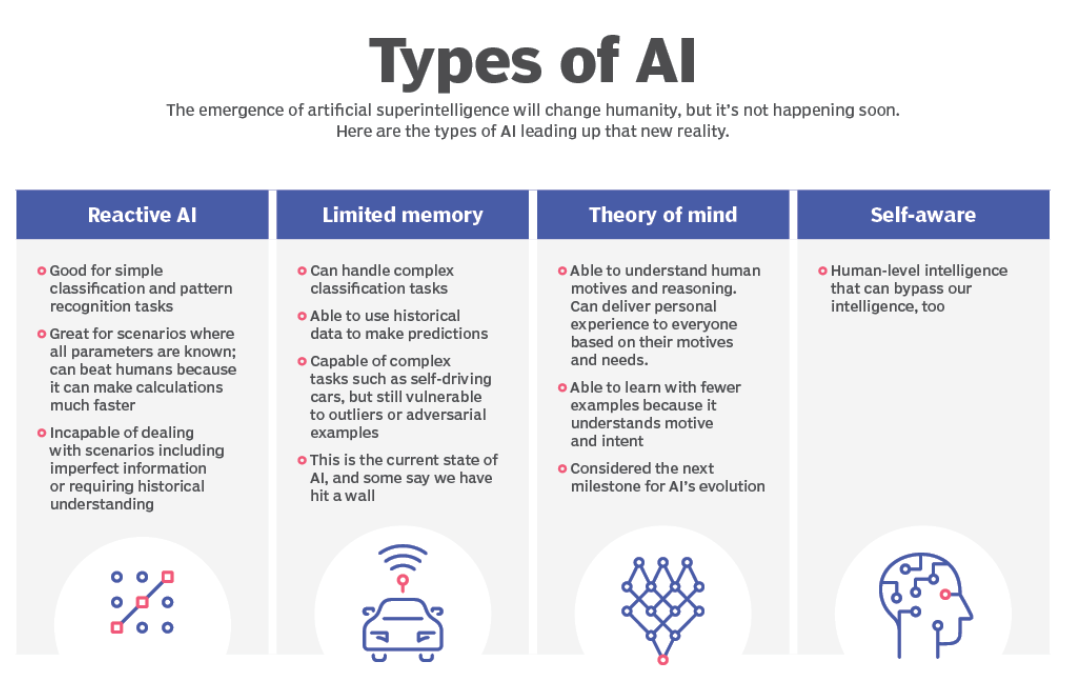 Types of AI
The emergence of artificial superintelligence will change humanity, but it's not happening soon.
Here are the types of AI leading up that new reality.
Reactive AI
Good for simple
classification and pattern
recognition tasks
Great for scenarios where
all parameters are known;
can beat humans because
it can make calculations
much faster
Incapable of dealing
with scenarios including
imperfect information
or requiring historical
understanding
Limited memory
Can handle complex
classification tasks
Able to use historical
data to make predictions
Capable of complex
tasks such as self-driving
cars, but still vulnerable
to outliers or adversarial
examples
This is the current state of
AI, and some say we have
hit a wall
Theory of mind
Able to understand human
motives and reasoning.
Can deliver personal
experience to everyone
based on their motives
and needs.
Able to learn with fewer
examples because it
understands motive
and intent
Considered the next
milestone for AI's evolution
Self-aware
Human-level intelligence
that can bypass our
intelligence, too